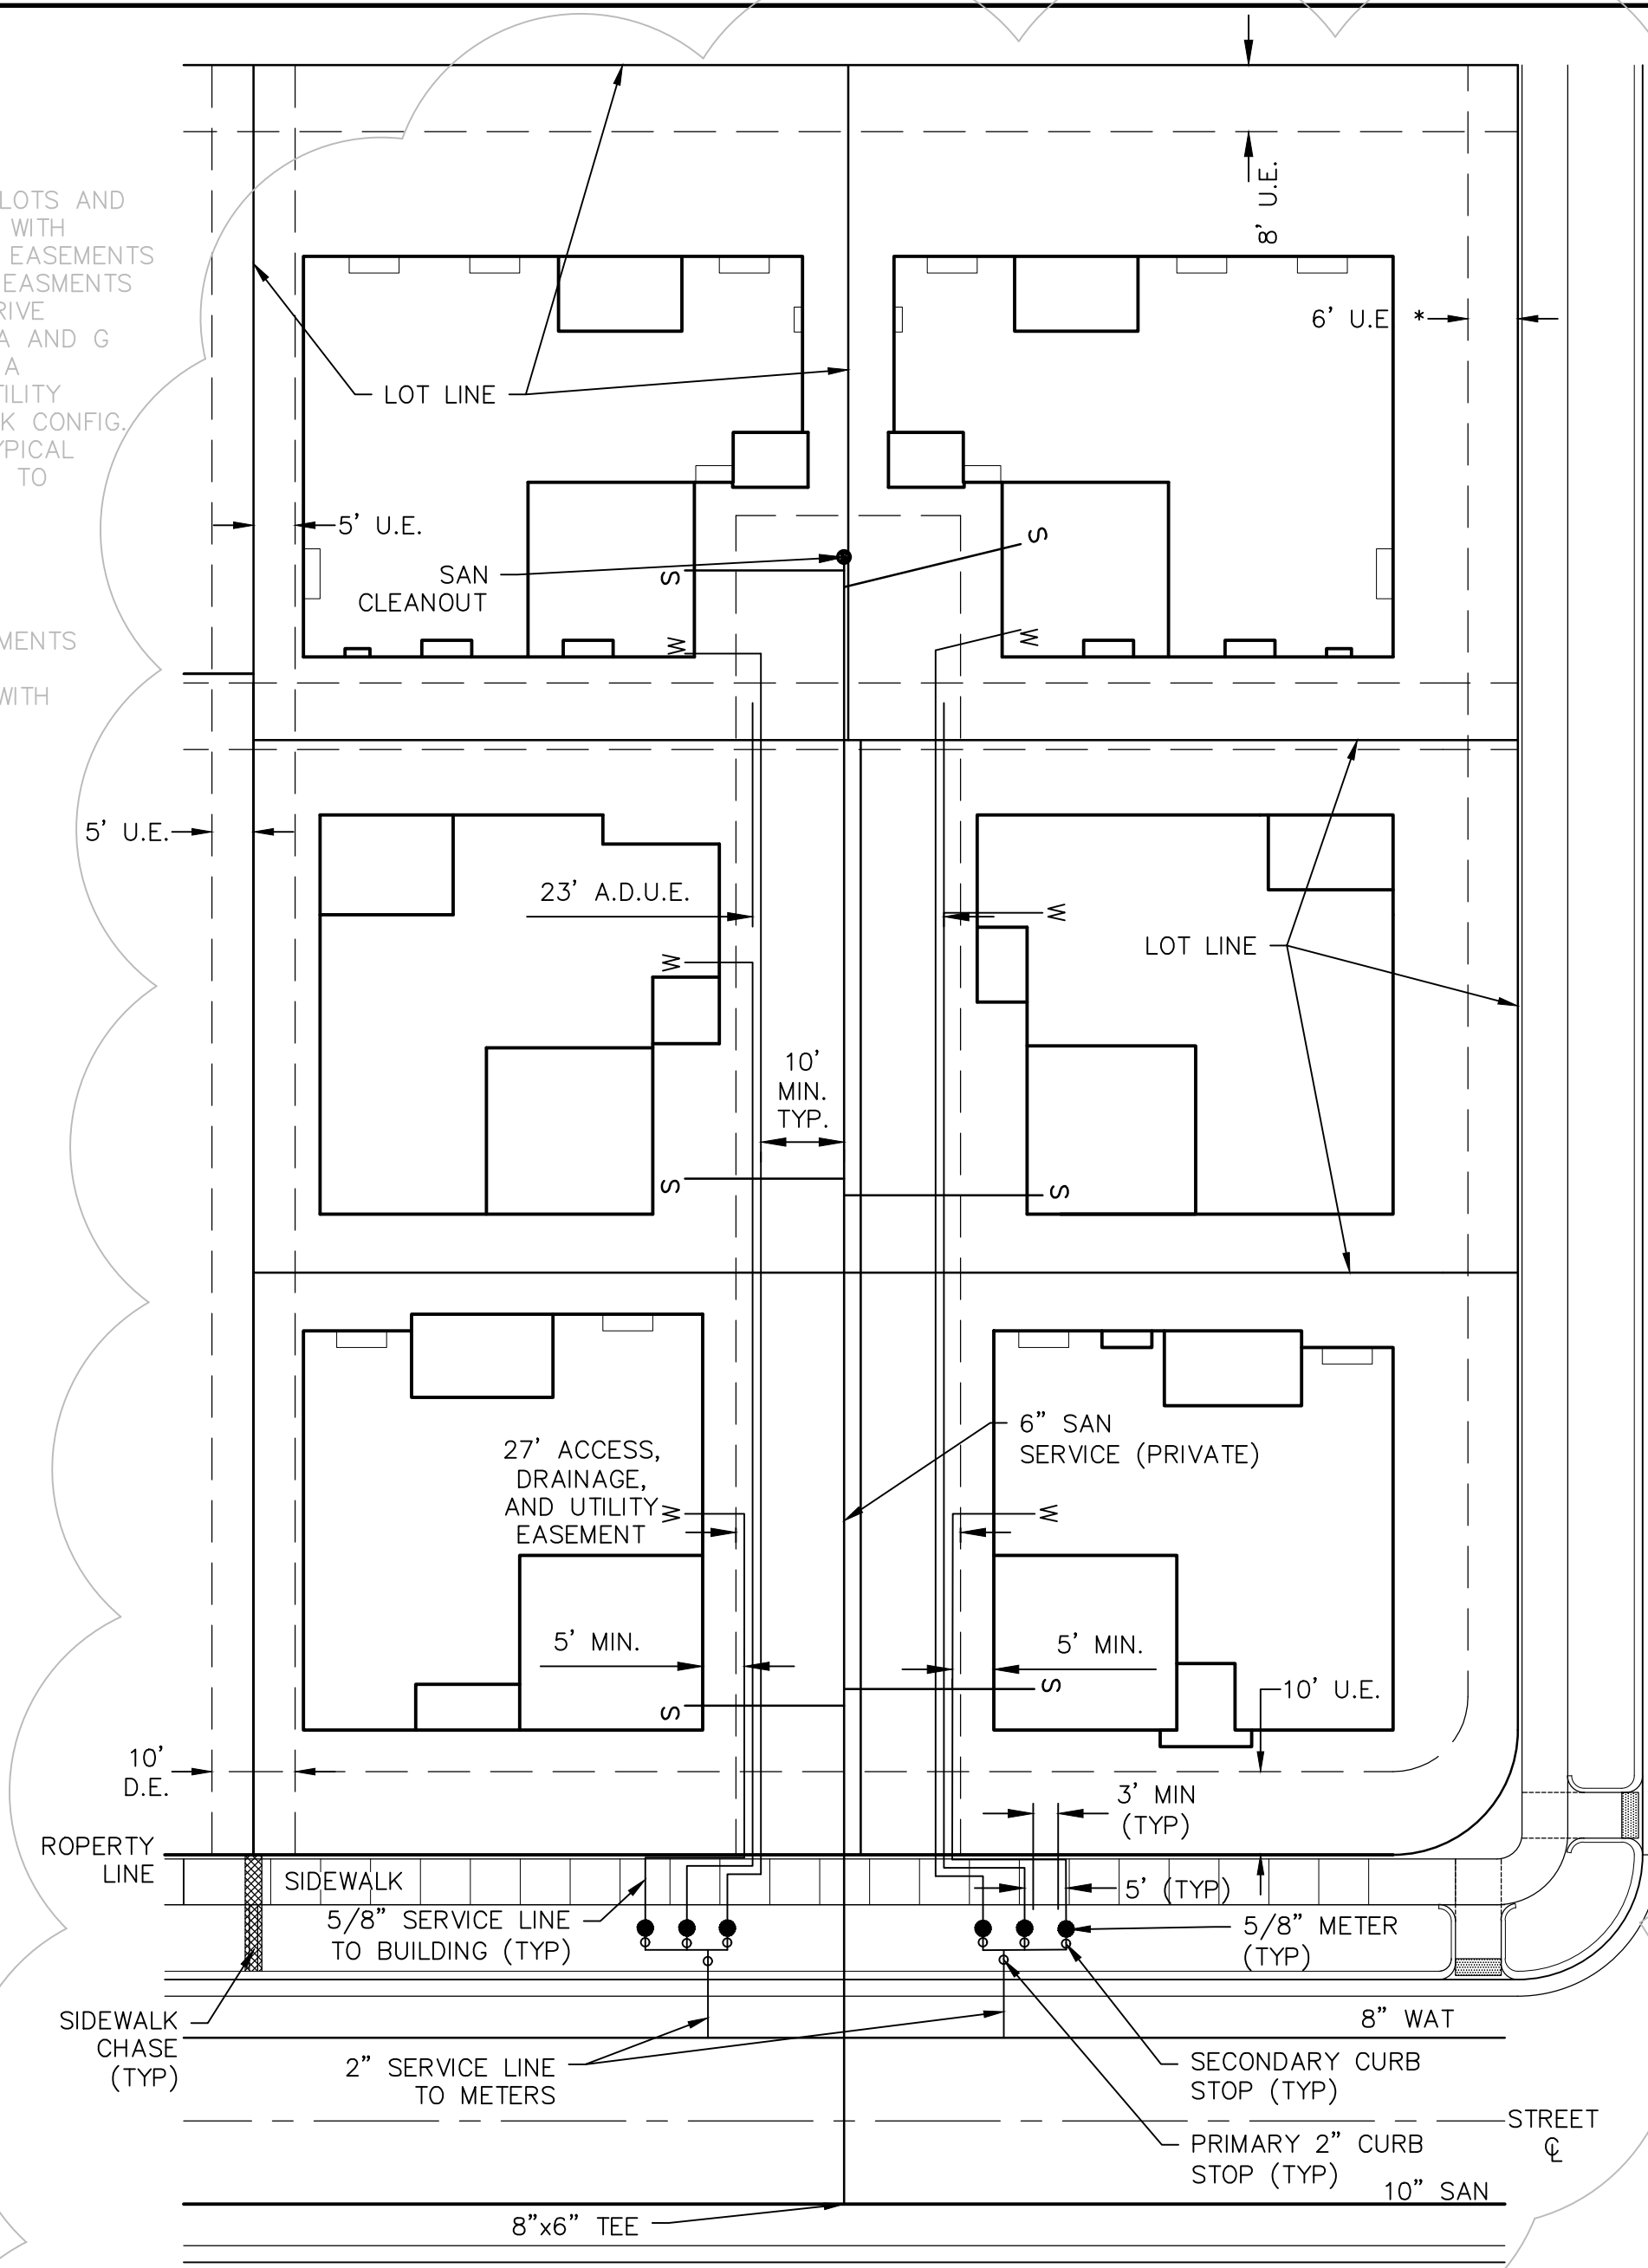 LOTS AND
WITH
EASEMENTS
EASMENTS
A AND G
A
K CONFIG.
TO
WITH
8' U.E.
6' U.E *
LOT LINE
5' U.E.
SAN
CLEANOUT
S
S
W
W
5' U.E.
23' A.D.U.E.
W
W
LOT LINE
10'
MIN.
TYP.
S
S
6" SAN
SERVICE (PRIVATE)
27' ACCESS,
DRAINAGE,
AND UTILITY
EASEMENT
W
W
5' MIN.
5' MIN.
S
S
10' U.E.
10'
D.E.
3' MIN
(TYP)
ROPERTY
LINE
SIDEWALK
5' (TYP)
5/8" SERVICE LINE
TO BUILDING (TYP)
5/8" METER
(TYP)
SIDEWALK
CHASE
(TYP)
8" WAT
2" SERVICE LINE
TO METERS
SECONDARY CURB
STOP (TYP)
STREET
℄
PRIMARY 2" CURB
STOP (TYP)
10" SAN
8"x6" TEE